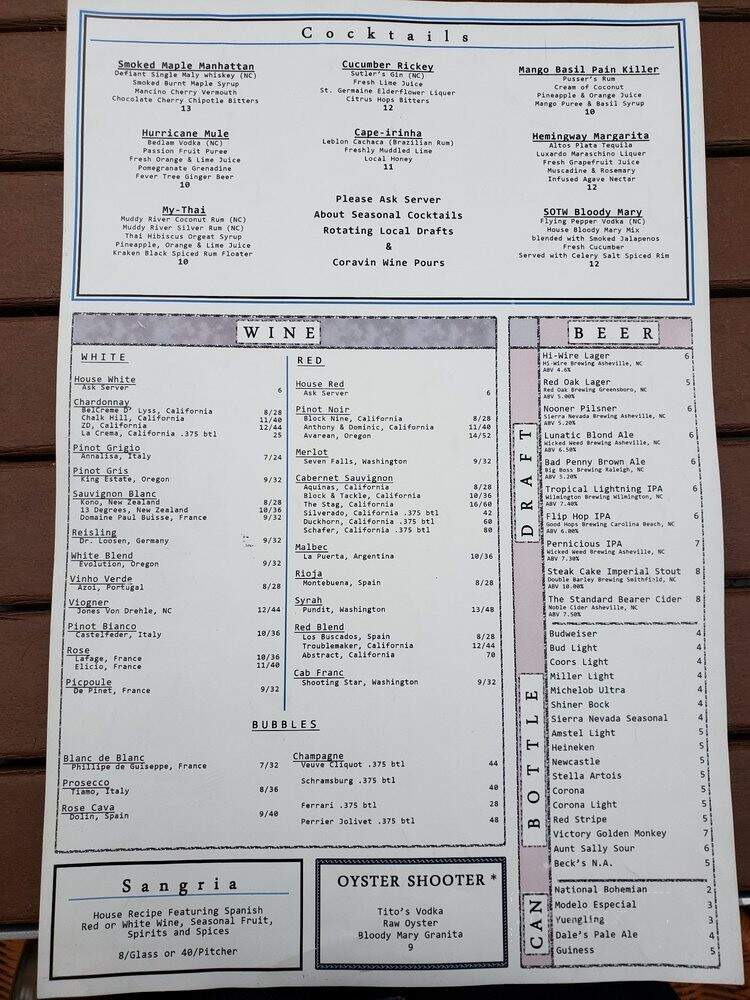 Cocktails
Smoked Maple Manhattan
Defiant Single Maly whiskey (NC)
Smoked Burnt Maple Syrup
Mancino Cherry Vermouth
Chocolate Cherry Chipotle Bitters
13
Cucumber Rickey
Sutler's Gin (NC)
Fresh Lime Juice
St. Germaine Elderflower Liquer
Citrus Hops Bitters
12
Mango Basil Pain Killer
Pusser's Rum
Cream of Coconut
Pineapple & Orange Juice
Mango Puree & Basil Syrup
10
Hurricane Mule
Bedlam Vodka (NC)
Passion Fruit Puree
Fresh Orange & Lime Juice
Pomegranate Grenadine
Fever Tree Ginger Beer
10
Cape-irinha
Leblon Cachaca (Brazilian Rum)
Freshly Muddled Lime
Local Honey
11
Hemingway Margarita
Altos Plata Tequila
Luxardo Maraschino Liquer
Fresh Grapefruit Juice
Muscadine & Rosemary
Infused Agave Nectar
12
My-Thai
Muddy River Coconut Rum (NC)
Muddy River Silver Rum (NC)
Thai Hibiscus Orgeat Syrup
Pineapple, Orange & Lime Juice
Kraken Black Spiced Rum Floater
10
Please Ask Server
About Seasonal Cocktails
Rotating Local Drafts
&
Coravin Wine Pours
SOTW Bloody Mary
Flying Pepper Vodka (NC)
House Bloody Mary Mix
blended with Smoked Jalapenos
Fresh Cucumber
Served with Celery Salt Spiced Rim
12
WINE
WHITE
House White
Ask Server 6
Chardonnay
BelCreme D' Lyss, California 8/28
Chalk Hill, California 11/40
ZD, California 12/44
La Crema, California .375 btl 25
Pinot Grigio
Annalisa, Italy 7/24
Pinot Gris
King Estate, Oregon 9/32
Sauvignon Blanc
Kono, New Zealand 8/28
13 Degrees, New Zealand 10/36
Domaine Paul Buisse, France 9/32
Reisling
Dr. Loosen, Germany 9/32
White Blend
Evolution, Oregon 9/32
Vinho Verde
Azoi, Portugal 8/28
Viogner
Jones Von Drehle, NC 12/44
Pinot Bianco
Castelfeder, Italy 10/36
Rose
Lafage, France 10/36
Elicio, France 11/40
Picpoule
De Pinet, France 9/32
RED
House Red
Ask Server 6
Pinot Noir
Block Nine, California 8/28
Anthony & Dominic, California 11/40
Avarean, Oregon 14/52
Merlot
Seven Falls, Washington 9/32
Cabernet Sauvignon
Aquinas, California 8/28
Block & Tackle, California 10/36
The Stag, California 16/60
Silverado, California .375 btl 42
Duckhorn, California .375 btl 60
Schafer, California .375 btl 80
Malbec
La Puerta, Argentina 10/36
Rioja
Montebuena, Spain 8/28
Syrah
Pundit, Washington 13/48
Red Blend
Los Buscados, Spain 8/28
Troublemaker, California 12/44
Abstract, California 70
Cab Franc
Shooting Star, Washington 9/32
BUBBLES
Blanc de Blanc
Phillipe de Guiseppe, France 7/32
Prosecco
Tiamo, Italy 8/36
Rose Cava
Dolin, Spain 9/40
Champagne
Veuve Cliquot .375 btl 44
Schramsburg .375 btl 40
Ferrari .375 btl 28
Perrier Jolivet .375 btl 48
BEER
DRAFT
Hi-Wire Lager 6
Hi-Wire Brewing Asheville, NC
ABV 4.6%
Red Oak Lager 5
Red Oak Brewing Greensboro, NC
ABV 5.00%
Nooner Pilsner 6
Sierra Nevada Brewing Asheville, NC
ABV 5.20%
Lunatic Blond Ale 6
Wicked Weed Brewing Asheville, NC
ABV 6.50%
Bad Penny Brown Ale 6
Big Boss Brewing Raleigh, NC
ABV 5.20%
Tropical Lightning IPA 6
Wilmington Brewing Wilmington, NC
ABV 7.40%
Flip Hop IPA 6
Good Hops Brewing Carolina Beach, NC
ABV 6.00%
Pernicious IPA 7
Wicked Weed Brewing Asheville, NC
ABV 7.30%
Steak Cake Imperial Stout 8
Double Barley Brewing Smithfield, NC
ABV 10.00%
The Standard Bearer Cider 8
Noble Cider Asheville, NC
ABV 7.50%
BOTTLE
Budweiser 4
Bud Light 4
Coors Light 4
Miller Light 4
Michelob Ultra 4
Shiner Bock 4
Sierra Nevada Seasonal 4
Amstel Light 5
Heineken 5
Newcastle 5
Stella Artois 5
Corona 5
Corona Light 5
Red Stripe 5
Victory Golden Monkey 7
Aunt Sally Sour 6
Beck's N.A. 5
CAN
National Bohemian 2
Modelo Especial 3
Yuengling 3
Dale's Pale Ale 4
Guiness 5
Sangria
House Recipe Featuring Spanish
Red or White Wine, Seasonal Fruit,
Spirits and Spices
8/Glass or 40/Pitcher
OYSTER SHOOTER *
Tito's Vodka
Raw Oyster
Bloody Mary Granita
9